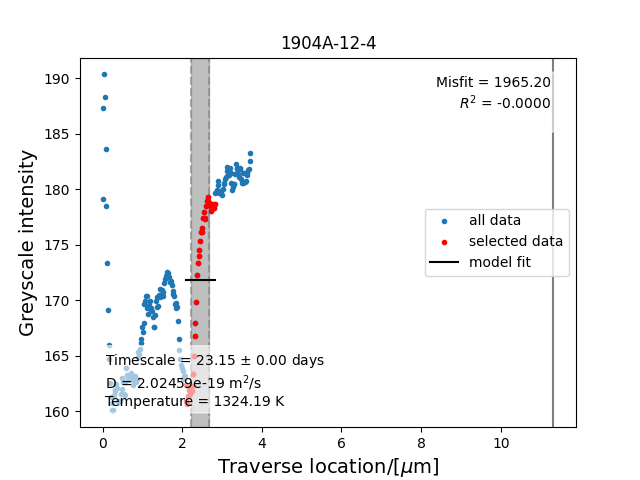 1904A-12-4
Misfit = 1965.20
R² = -0.0000
190
185
180
175
170
165
160
Greyscale intensity
all data
selected data
model fit
Timescale = 23.15 ± 0.00 days
D = 2.02459e-19 m²/s
Temperature = 1324.19 K
0 2 4 6 8 10
Traverse location/[μm]